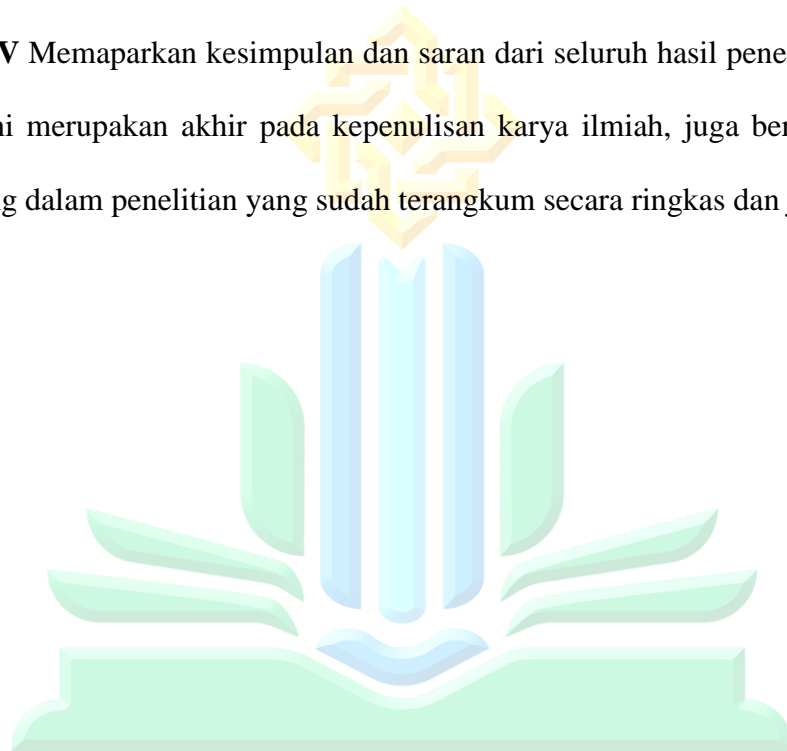 V Memaparkan kesimpulan dan saran dari seluruh hasil pene
ni merupakan akhir pada kepenulisan karya ilmiah, juga ber
g dalam penelitian yang sudah terangkum secara ringkas dan j